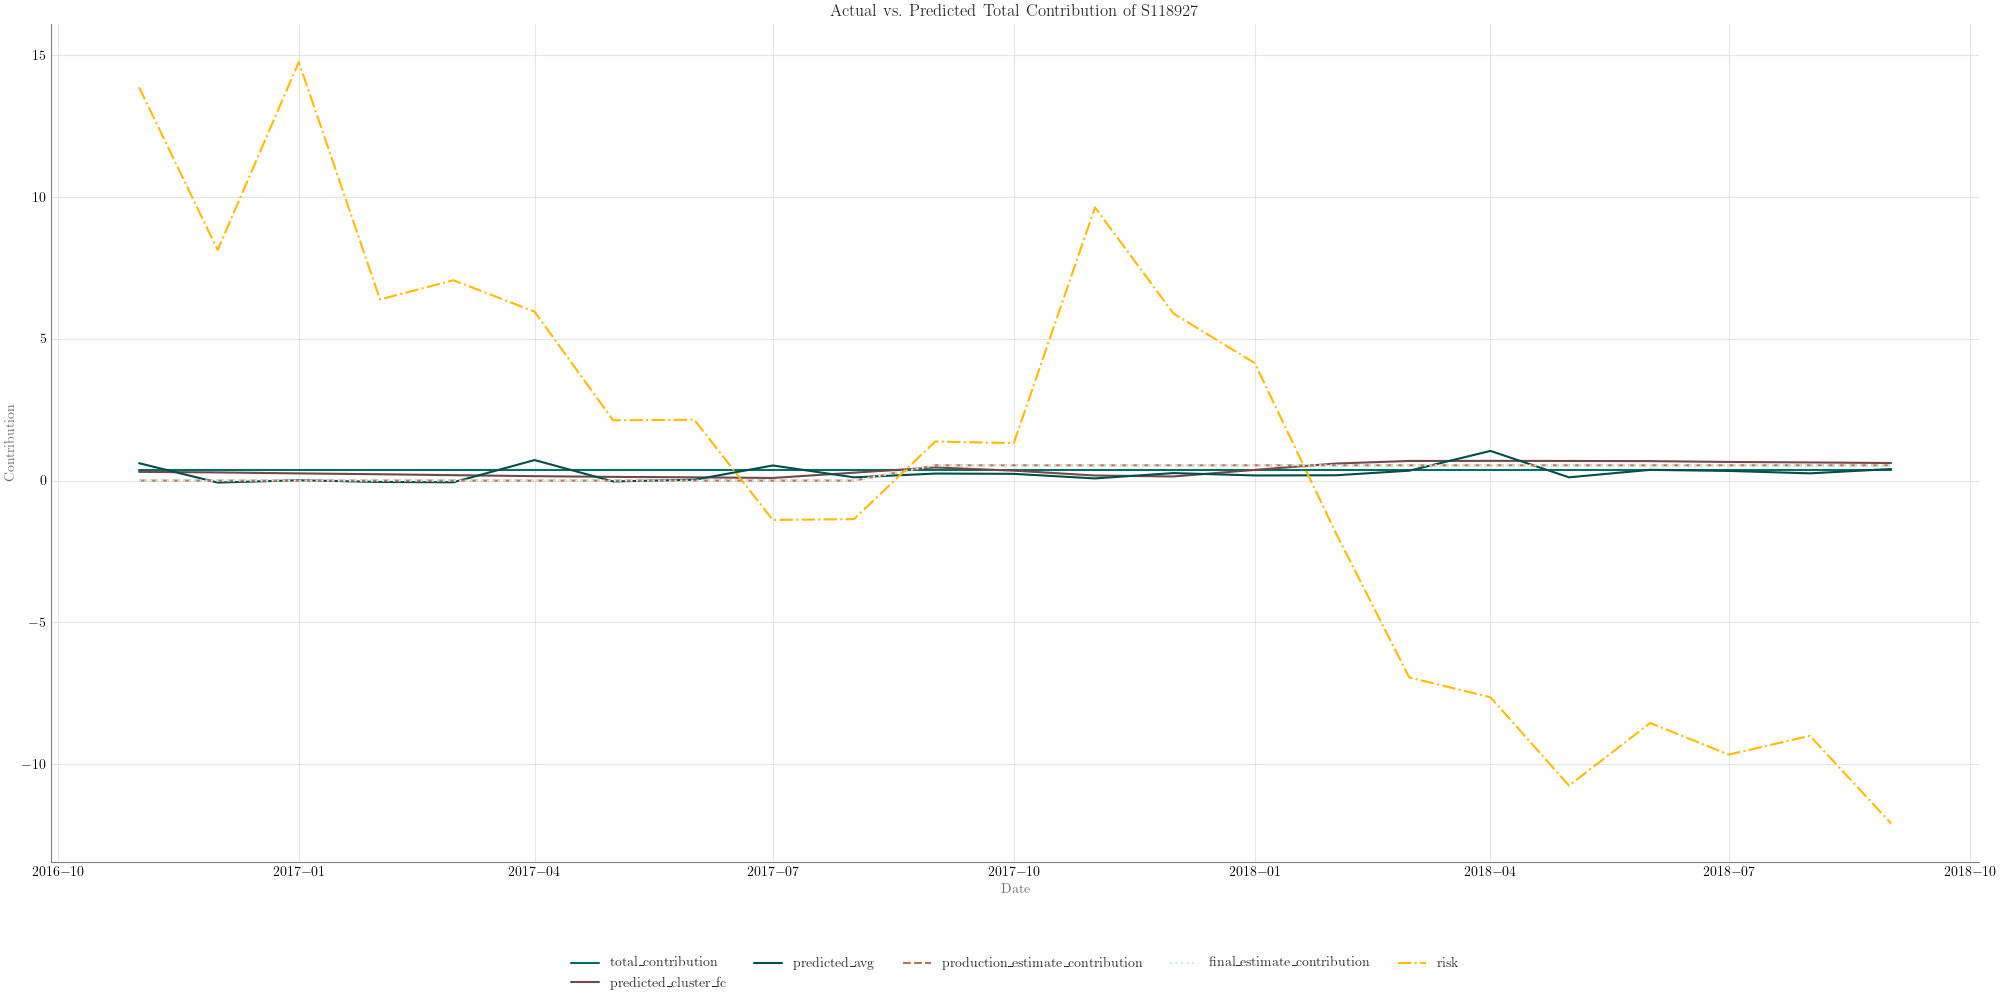 Actual vs. Predicted Total Contribution of S118927
15
10
5
0
−5
−10
Contribution
2016−10 2017−01 2017−04 2017−07 2017−10 2018−01 2018−04 2018−07 2018−10
Date
total_contribution predicted_avg production_estimate_contribution final_estimate_contribution risk
predicted_cluster_fc